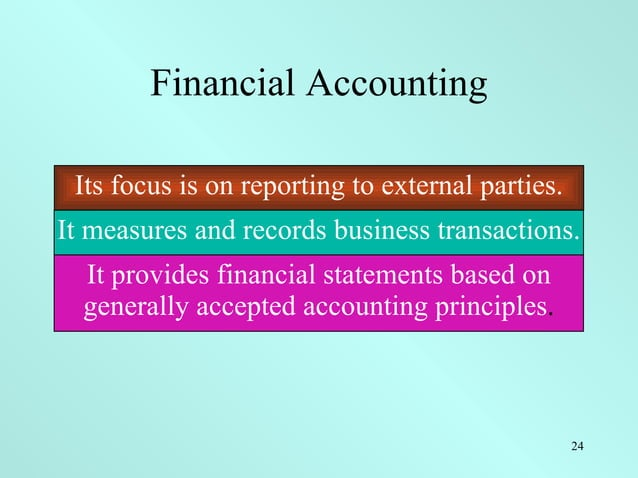 Financial Accounting
Its focus is on reporting to external parties.
It measures and records business transactions.
It provides financial statements based on
generally accepted accounting principles.
24